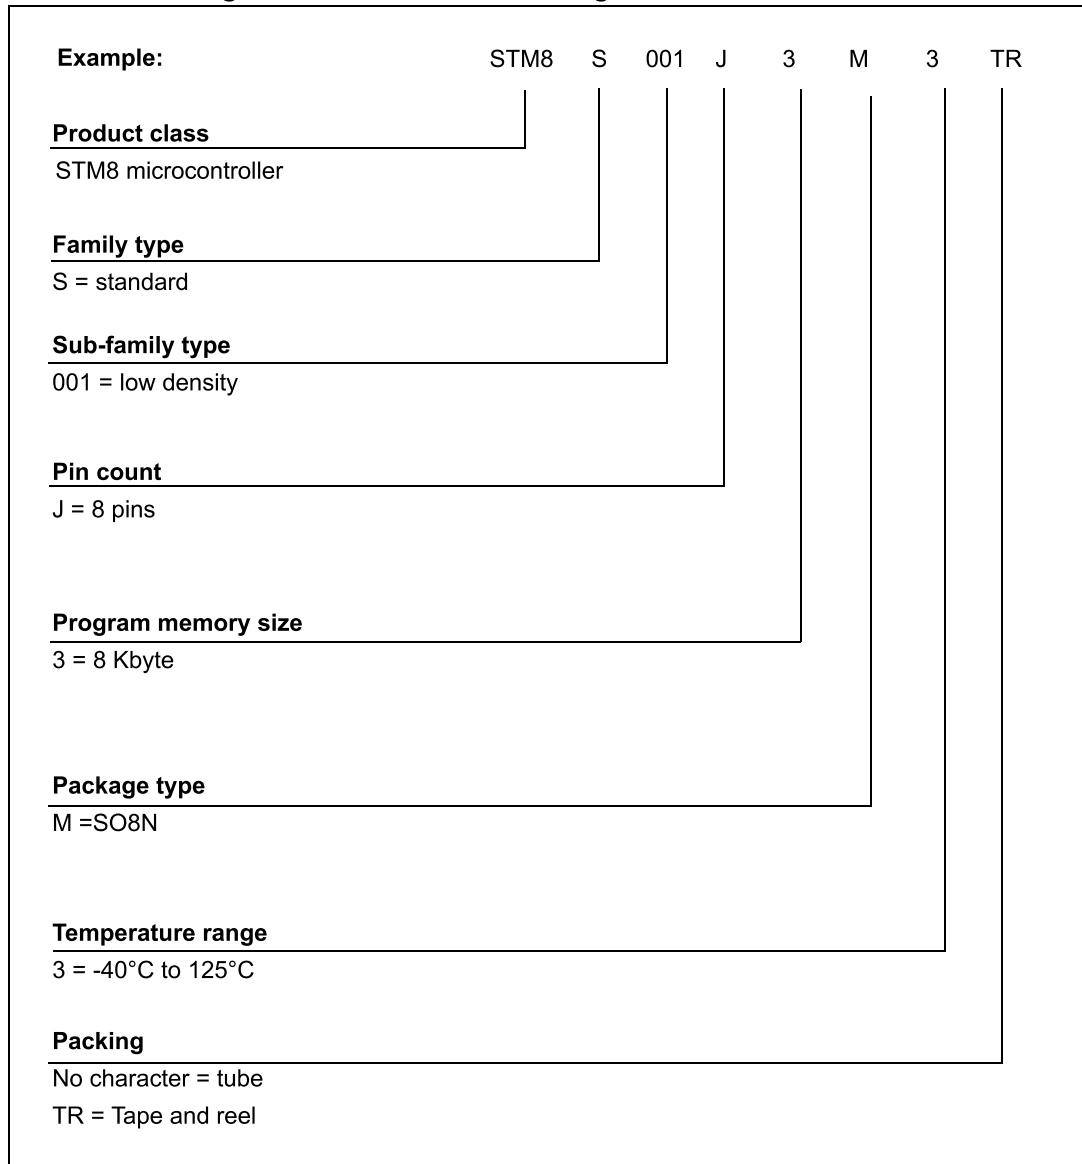 Example: STM8 S 001 J 3 M 3 TR
Product class
STM8 microcontroller
Family type
S = standard
Sub-family type
001 = low density
Pin count
J = 8 pins
Program memory size
3 = 8 Kbyte
Package type
M =SO8N
Temperature range
3 = -40°C to 125°C
Packing
No character = tube
TR = Tape and reel